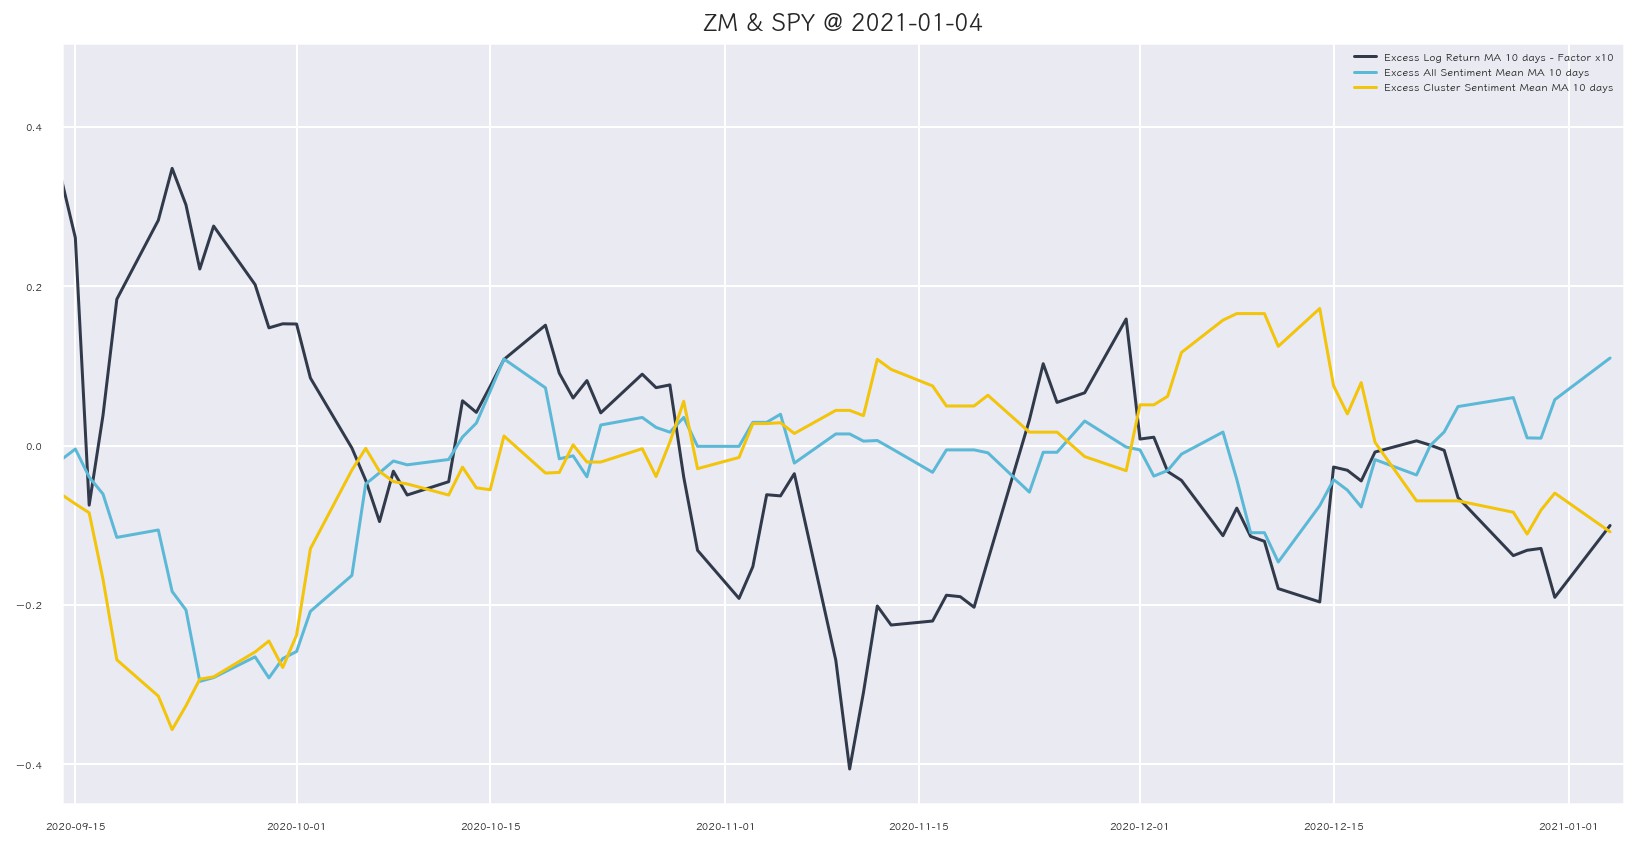 ZM & SPY @ 2021-01-04
Excess Log Return MA 10 days - Factor x10
Excess All Sentiment Mean MA 10 days
Excess Cluster Sentiment Mean MA 10 days
0.4
0.2
0.0
−0.2
−0.4
2020-09-15 2020-10-01 2020-10-15 2020-11-01 2020-11-15 2020-12-01 2020-12-15 2021-01-01